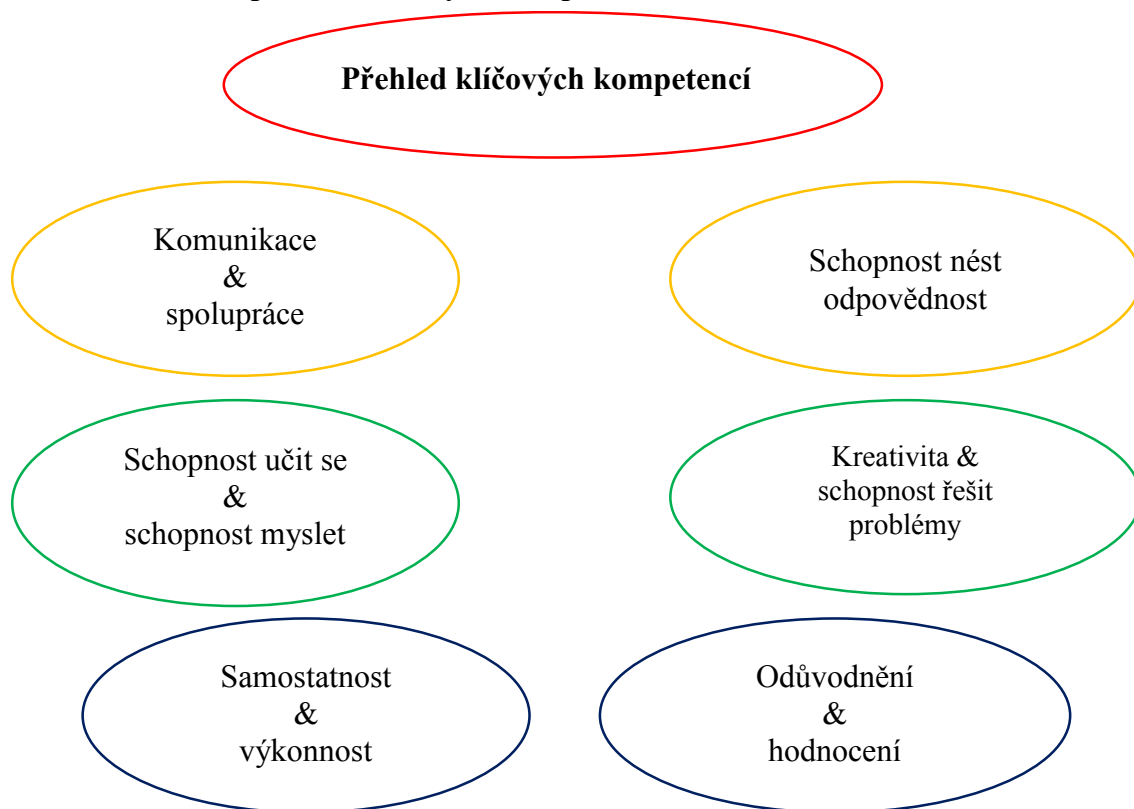 Přehled klíčových kompetencí
Komunikace
&
spolupráce
Schopnost nést
odpovědnost
Schopnost učit se
&
schopnost myslet
Kreativita &
schopnost řešit
problémy
Samostatnost
&
výkonnost
Odůvodnění
&
hodnocení